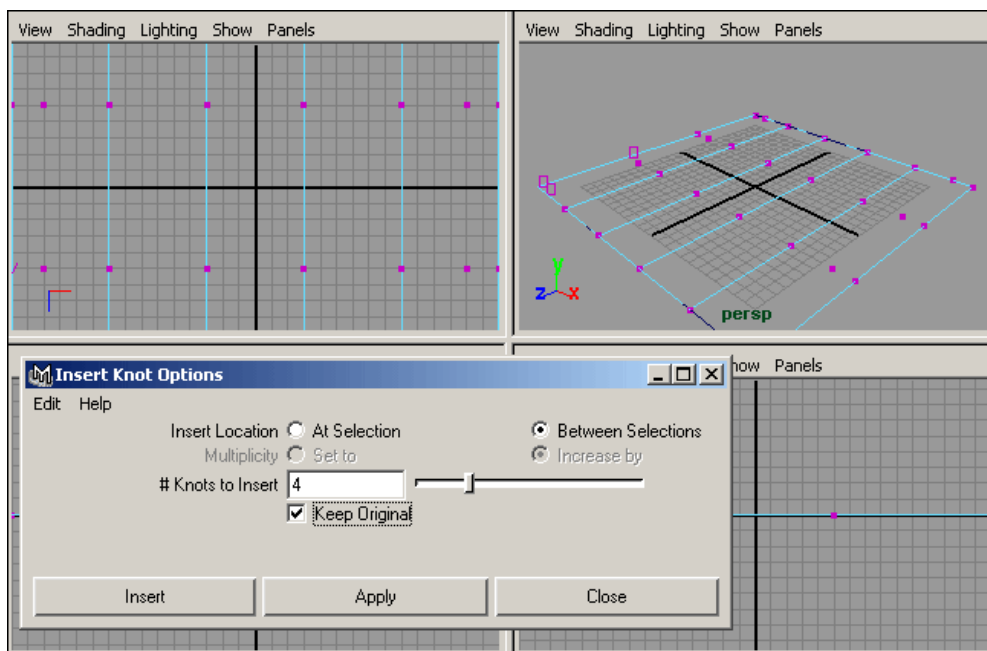 View Shading Lighting Show Panels
View Shading Lighting Show Panels
y
z x
persp
how Panels
Insert Knot Options
Edit Help
Insert Location At Selection Between Selections
Multiplicity Set to Increase by
# Knots to Insert 4
Keep Original
Insert Apply Close